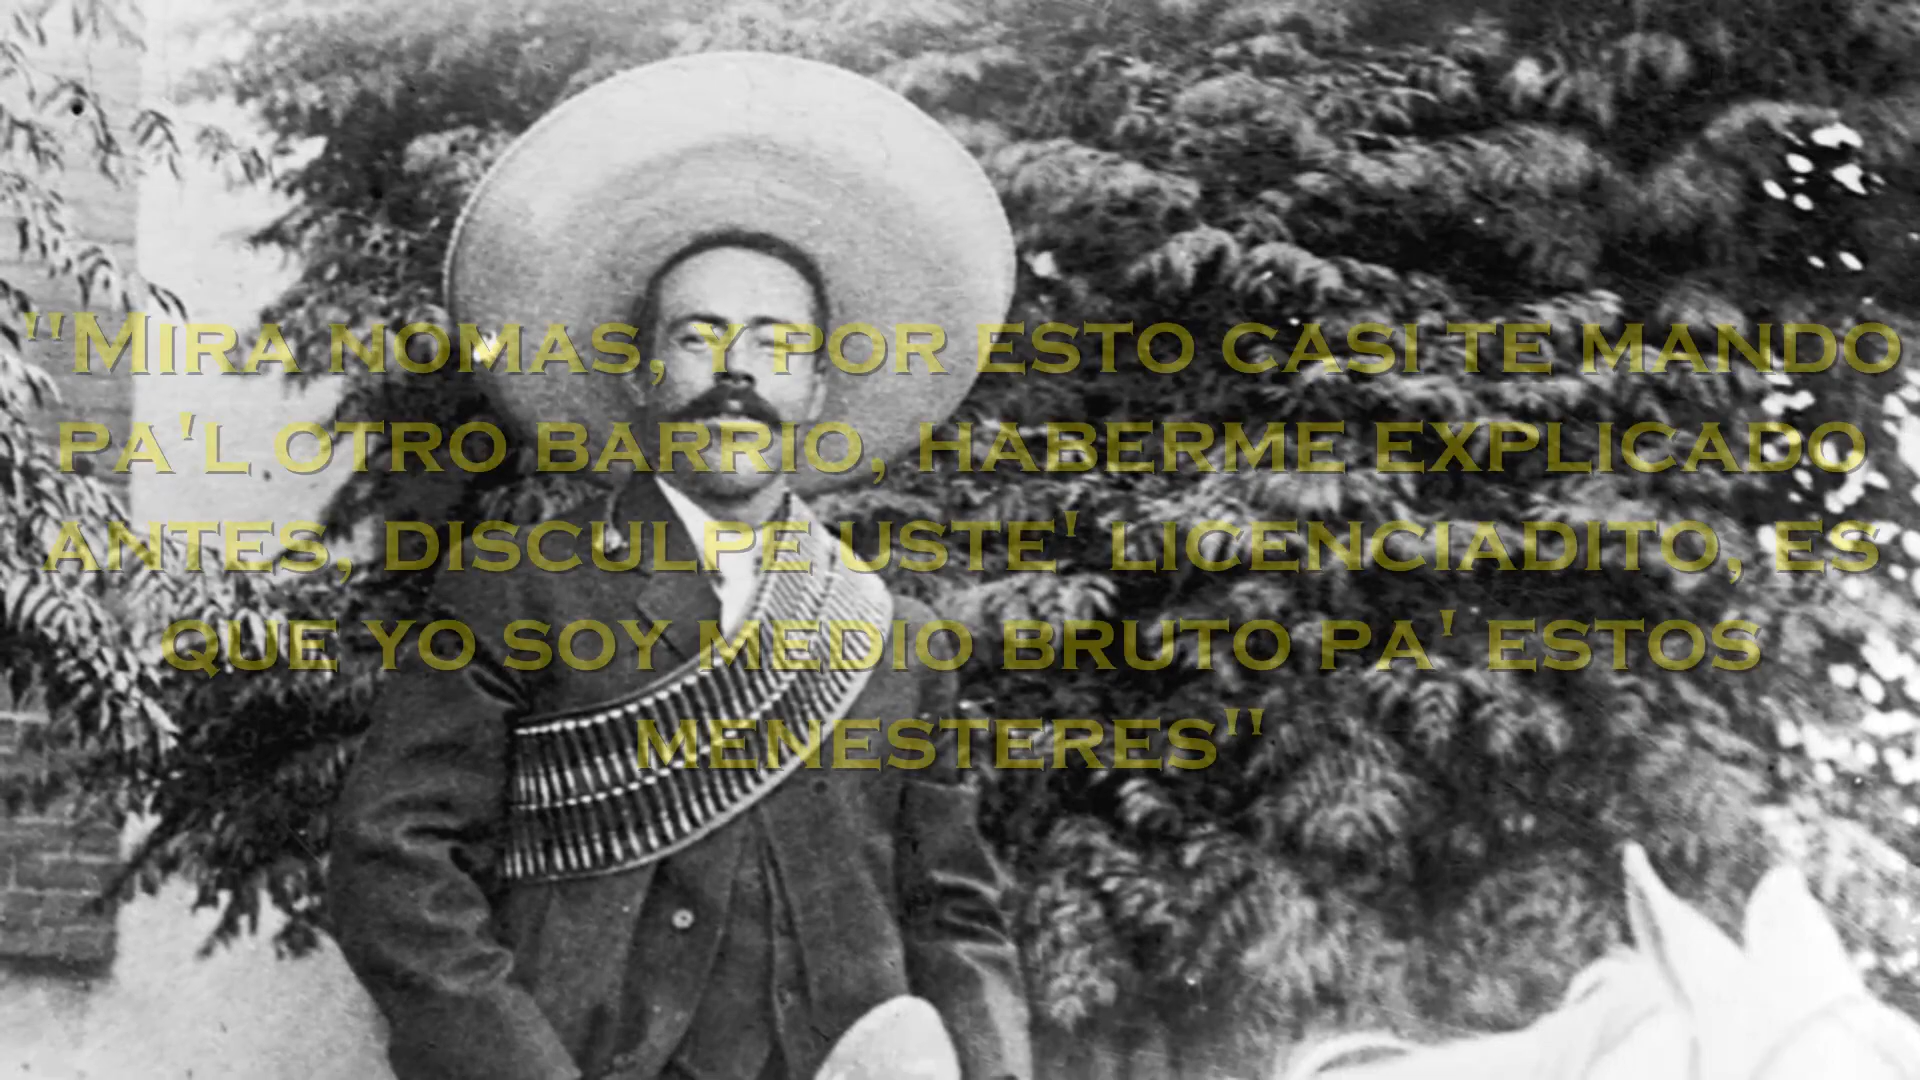 "Mira nomas, y por esto casi te mando
pa'l otro barrio, haberme explicado
antes, disculpe uste' licenciadito, es
que yo soy medio bruto pa' estos
menesteres"